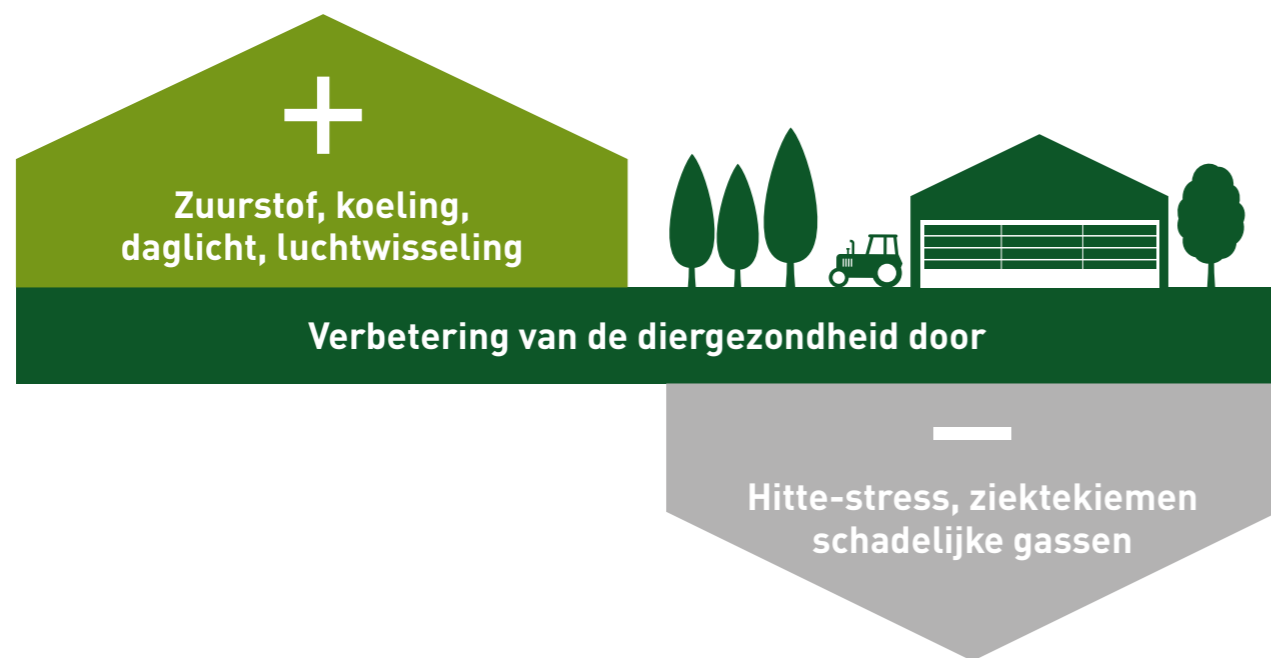 +
Zuurstof, koeling,
daglicht, luchtwisseling
Verbetering van de diergezondheid door
–
Hitte-stress, ziektekiemen
schadelijke gassen